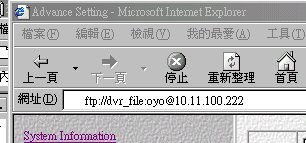 Advance Setting - Microsoft Internet Explorer
檔案(F) 編輯(E) 檢視(V) 我的最愛(A) 工具(T)
上一頁 下一頁 停止 重新整理 首頁
網址(D) ftp://dvr_file:oyo@10.11.100.222
System Information